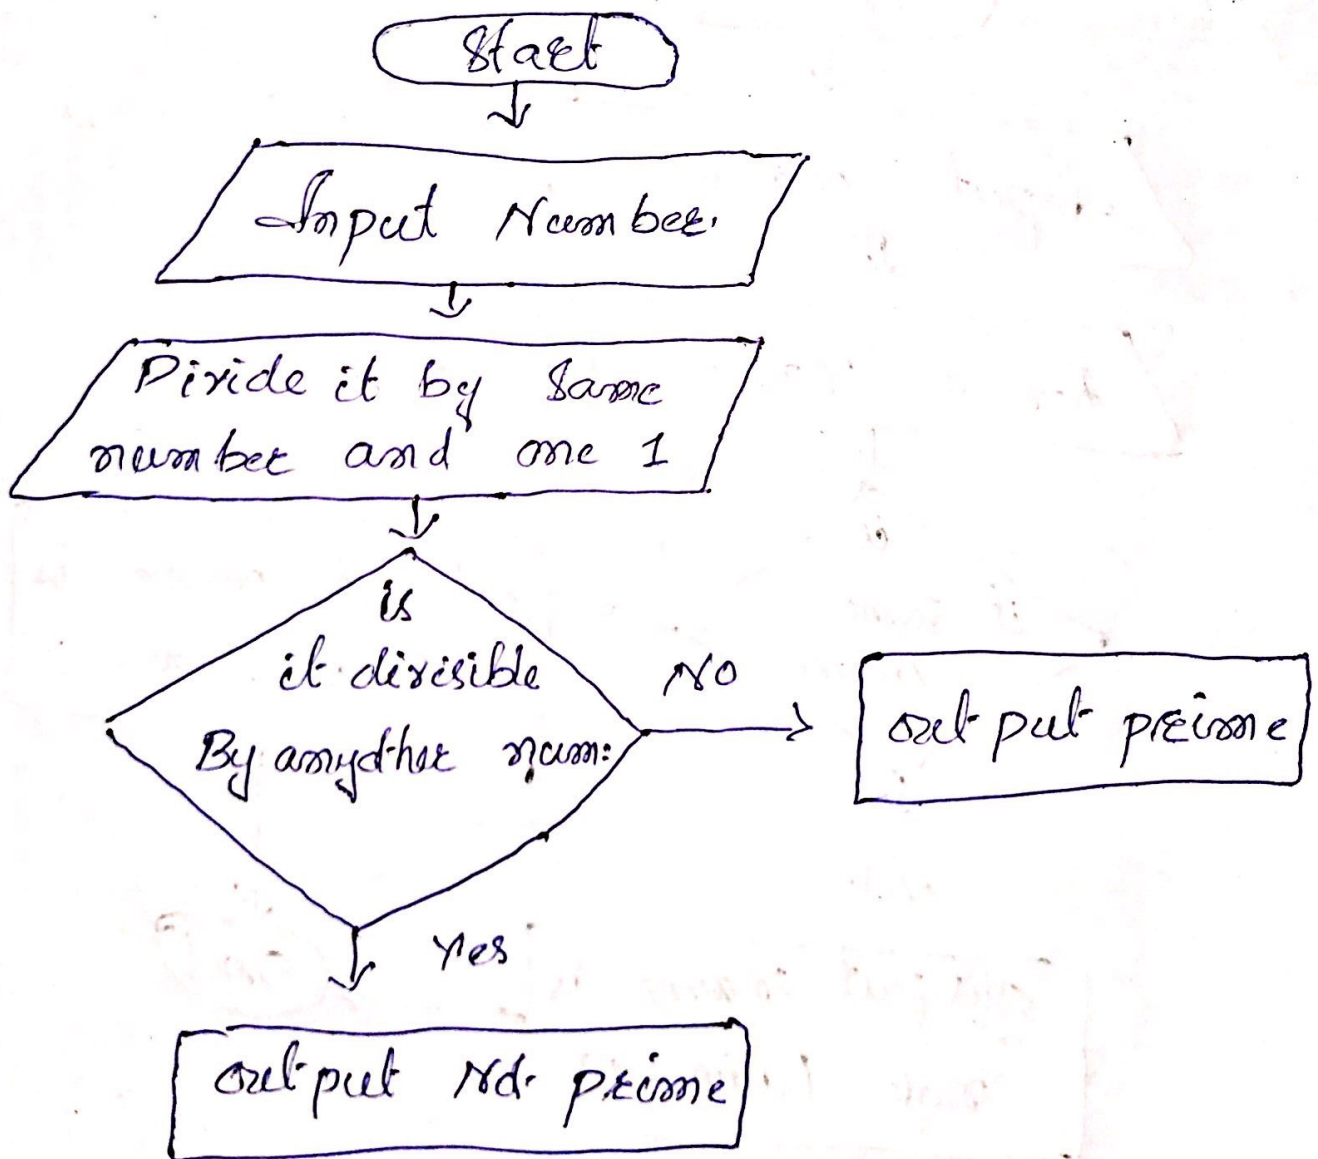 Start
Input Number.
Divide it by same
number and one 1
is
it divisible
By anyother num:
NO
output prime
Yes
output Not prime